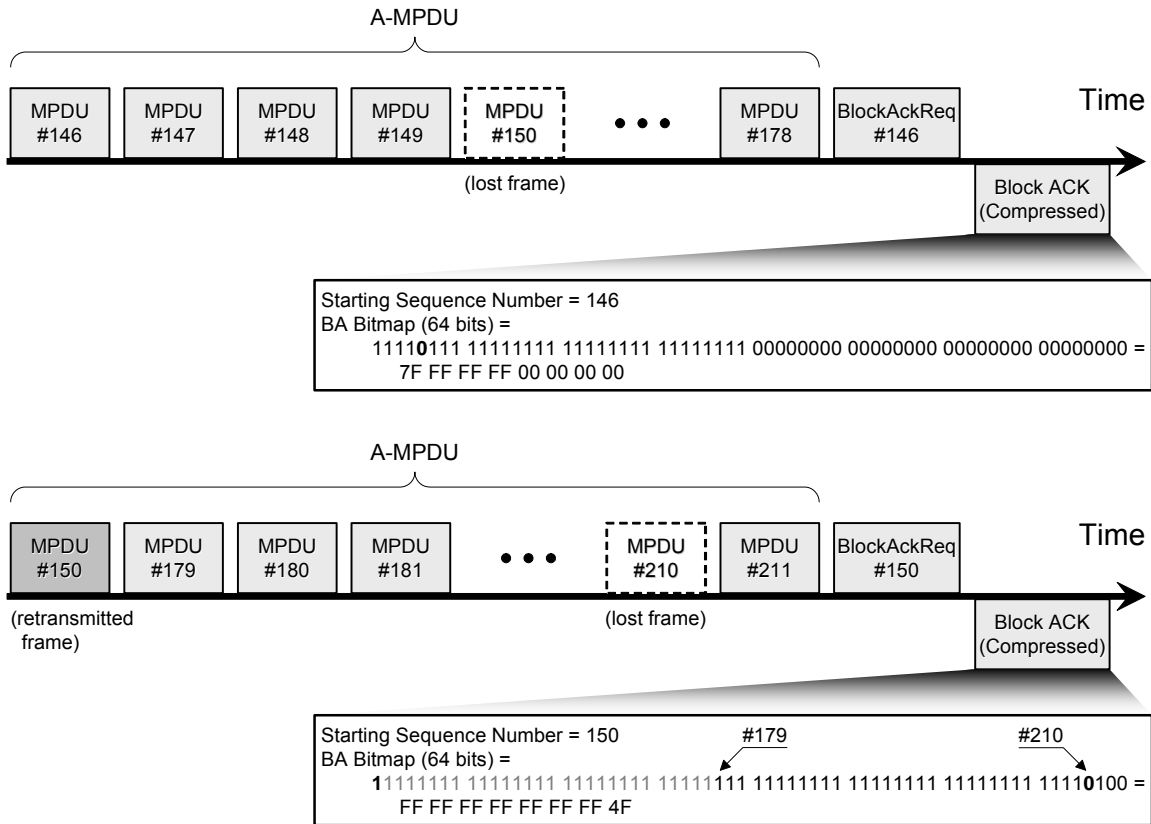 A-MPDU
MPDU #146
MPDU #147
MPDU #148
MPDU #149
MPDU #150
• • •
MPDU #178
BlockAckReq #146
Time
(lost frame)
Block ACK (Compressed)
Starting Sequence Number = 146
BA Bitmap (64 bits) =
11110111 11111111 11111111 11111111 00000000 00000000 00000000 00000000 =
7F FF FF FF 00 00 00 00
A-MPDU
MPDU #150
MPDU #179
MPDU #180
MPDU #181
• • •
MPDU #210
MPDU #211
BlockAckReq #150
Time
(retransmitted frame)
(lost frame)
Block ACK (Compressed)
Starting Sequence Number = 150
#179
#210
BA Bitmap (64 bits) =
11111111 11111111 11111111 11111111 11111111 11111111 11111111 11110100 =
FF FF FF FF FF FF FF 4F